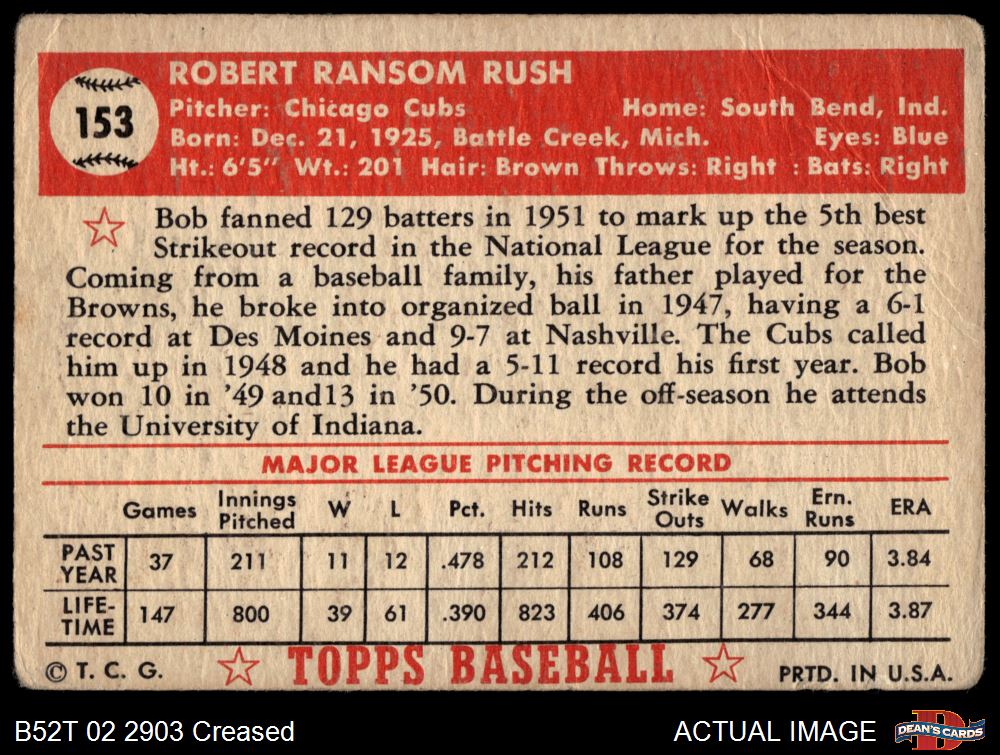 153
ROBERT RANSOM RUSH
Pitcher: Chicago Cubs Home: South Bend, Ind.
Born: Dec. 21, 1925, Battle Creek, Mich. Eyes: Blue
Ht.: 6'5" Wt.: 201 Hair: Brown Throws: Right : Bats: Right
Bob fanned 129 batters in 1951 to mark up the 5th best
Strikeout record in the National League for the season.
Coming from a baseball family, his father played for the
Browns, he broke into organized ball in 1947, having a 6-1
record at Des Moines and 9-7 at Nashville. The Cubs called
him up in 1948 and he had a 5-11 record his first year. Bob
won 10 in '49 and13 in '50. During the off-season he attends
the University of Indiana.
MAJOR LEAGUE PITCHING RECORD
Games Innings Pitched W L Pct. Hits Runs Strike Outs Walks Ern. Runs ERA
PAST YEAR 37 211 11 12 .478 212 108 129 68 90 3.84
LIFE-TIME 147 800 39 61 .390 823 406 374 277 344 3.87
© T. C. G. TOPPS BASEBALL PRTD. IN U.S.A.
B52T 02 2903 Creased ACTUAL IMAGE D DEAN'S CARDS